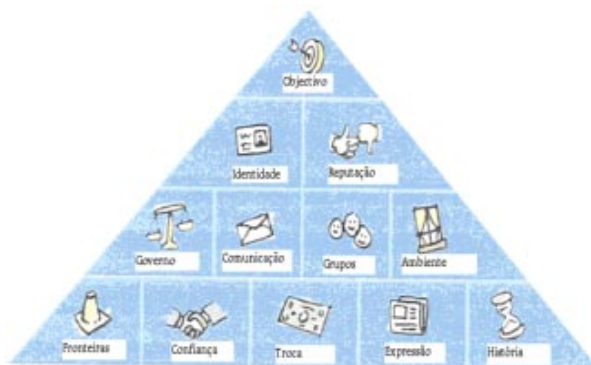 Objectivo
Identidade
Reputação
Governo
Comunicação
Grupos
Ambiente
Fronteiras
Confiança
Troca
Expressão
História